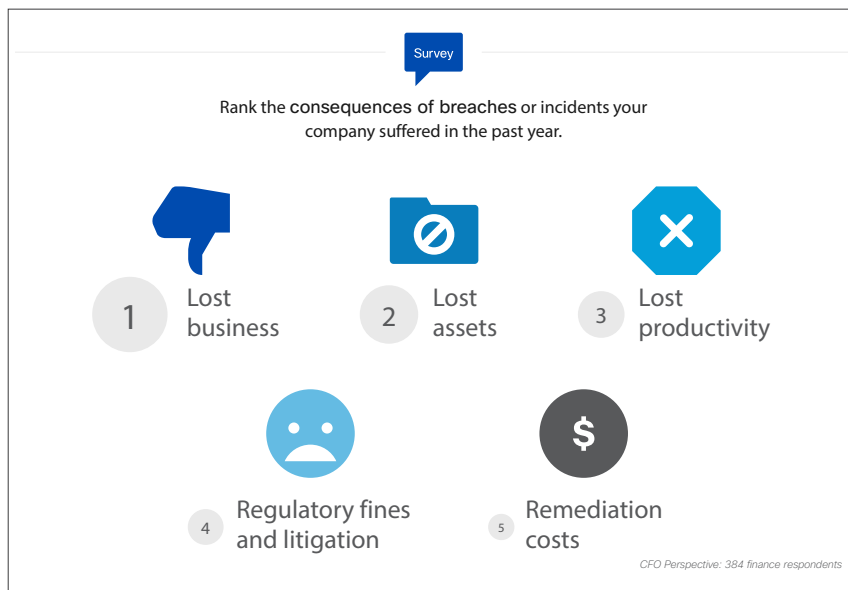 Survey
Rank the consequences of breaches or incidents your
company suffered in the past year.
1
Lost
business
2
Lost
assets
3
Lost
productivity
$
4
Regulatory fines
and litigation
5
Remediation
costs
CFO Perspective: 384 finance respondents